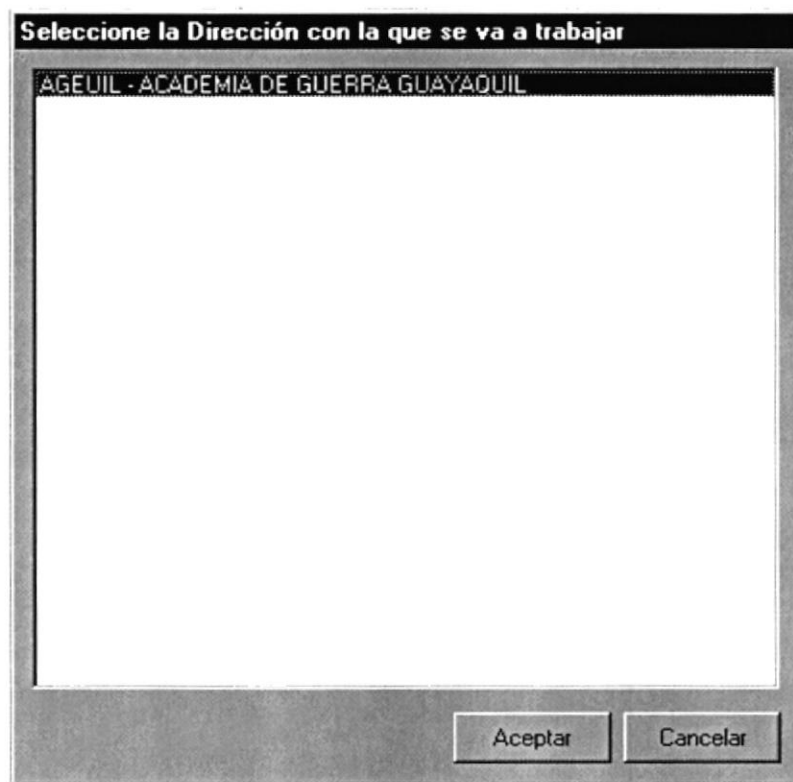 Seleccione la Dirección con la que se va a trabajar
AGEUIL - ACADEMIA DE GUERRA GUAYAQUIL
Aceptar
Cancelar